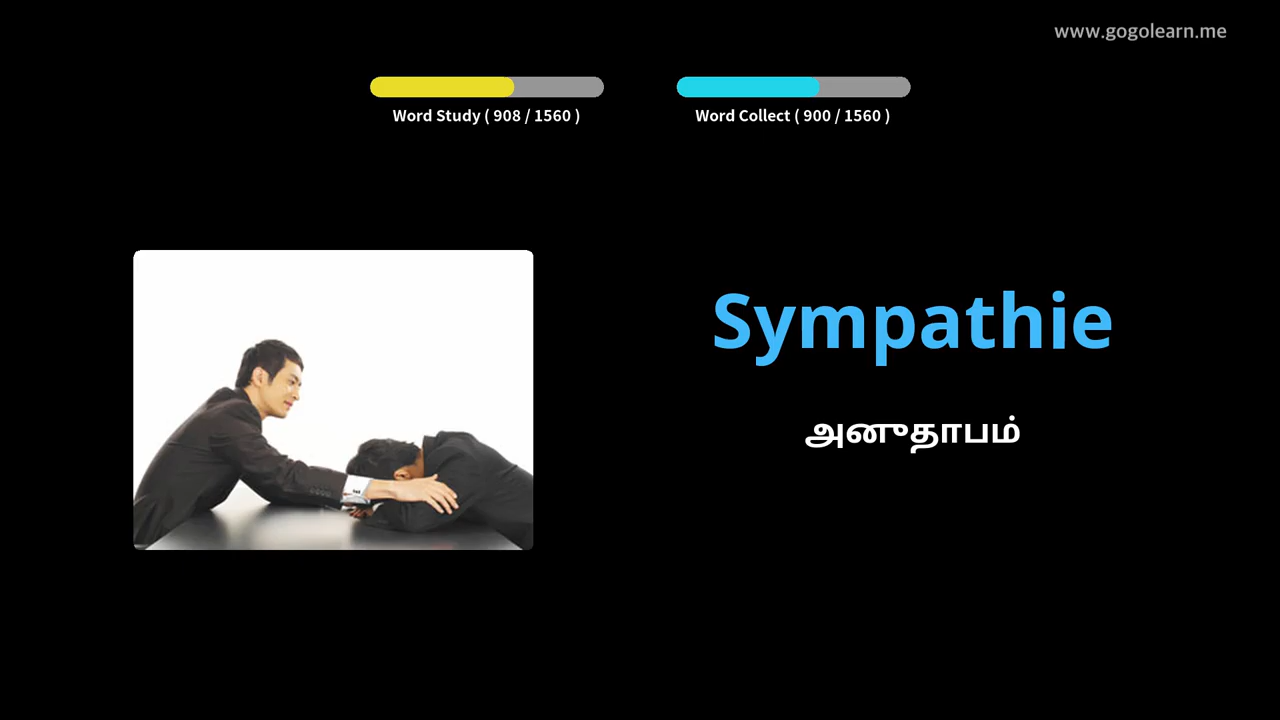 www.gogolearn.me
Word Study ( 908 / 1560 )
Word Collect ( 900 / 1560 )
Sympathie
அனுதாபம்